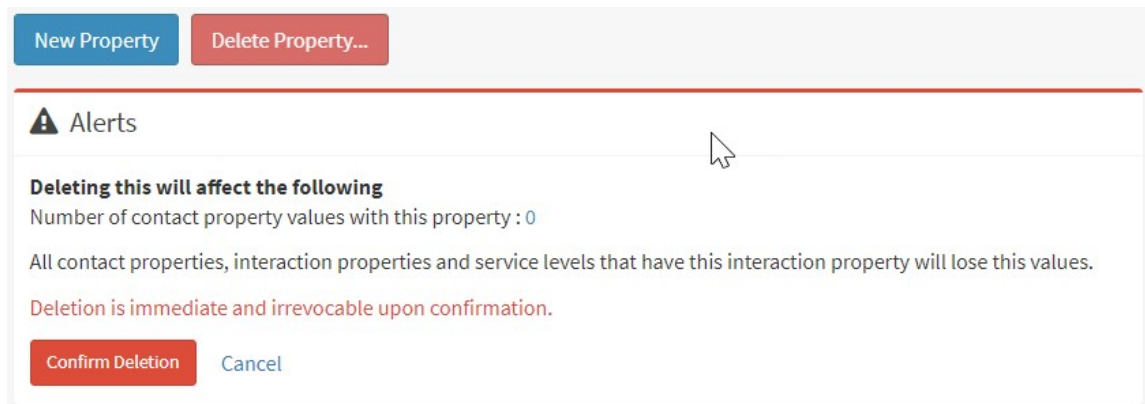 New Property
Delete Property...
Alerts
Deleting this will affect the following
Number of contact property values with this property : 0
All contact properties, interaction properties and service levels that have this interaction property will lose this values.
Deletion is immediate and irrevocable upon confirmation.
Confirm Deletion
Cancel